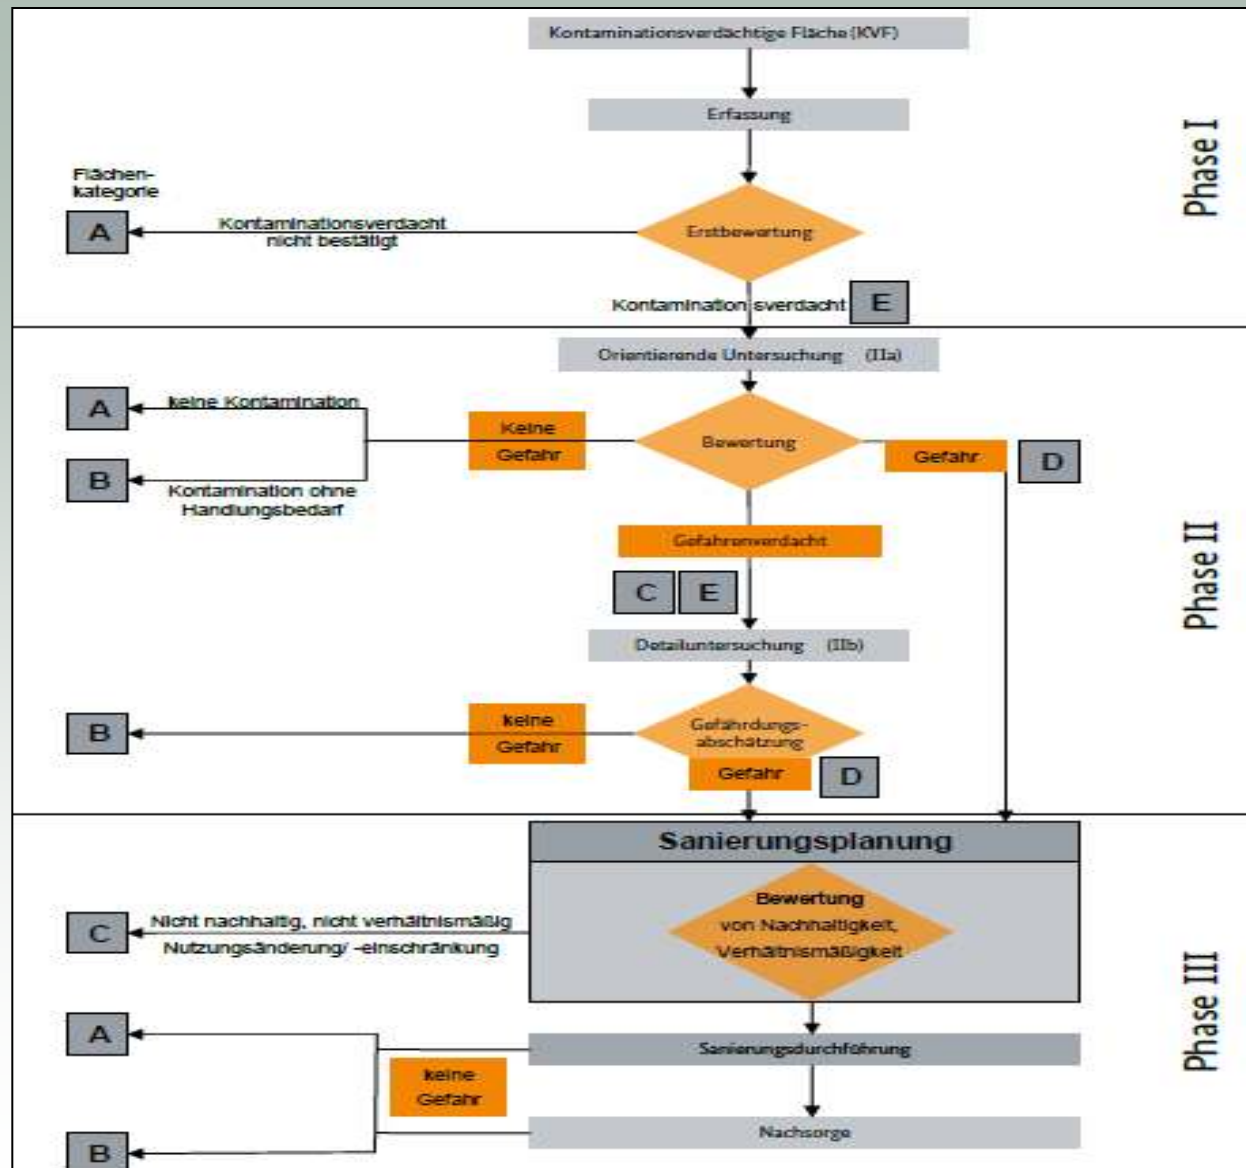 Kontaminationsverdächtige Fläche (KVF)
Erfassung
Phase I
Flächen-
kategorie
A
Kontaminationsverdacht
nicht bestätigt
Erstbewertung
Kontamination sverdacht
E
Orientierende Untersuchung (IIa)
A
keine Kontamination
Keine
Gefahr
Bewertung
Gefahr
D
B
Kontamination ohne
Handlungsbedarf
Gefahrenverdacht
Phase II
C
E
Detailuntersuchung (IIb)
B
keine
Gefahr
Gefährdungs-
abschätzung
Gefahr
D
Sanierungsplanung
Bewertung
von Nachhaltigkeit,
Verhältnismäßigkeit
C
Nicht nachhaltig, nicht verhältnismäßig
Nutzungsänderung/ -einschränkung
Phase III
A
Sanierungsdurchführung
keine
Gefahr
Nachsorge
B